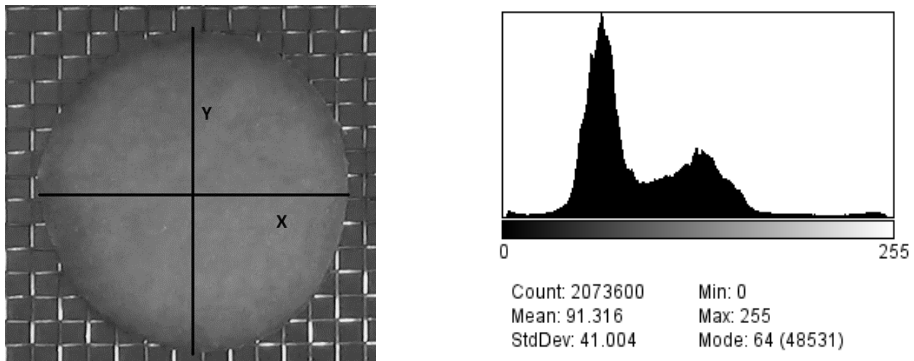 Y
X
0 255
Count: 2073600 Min: 0
Mean: 91.316 Max: 255
StdDev: 41.004 Mode: 64 (48531)